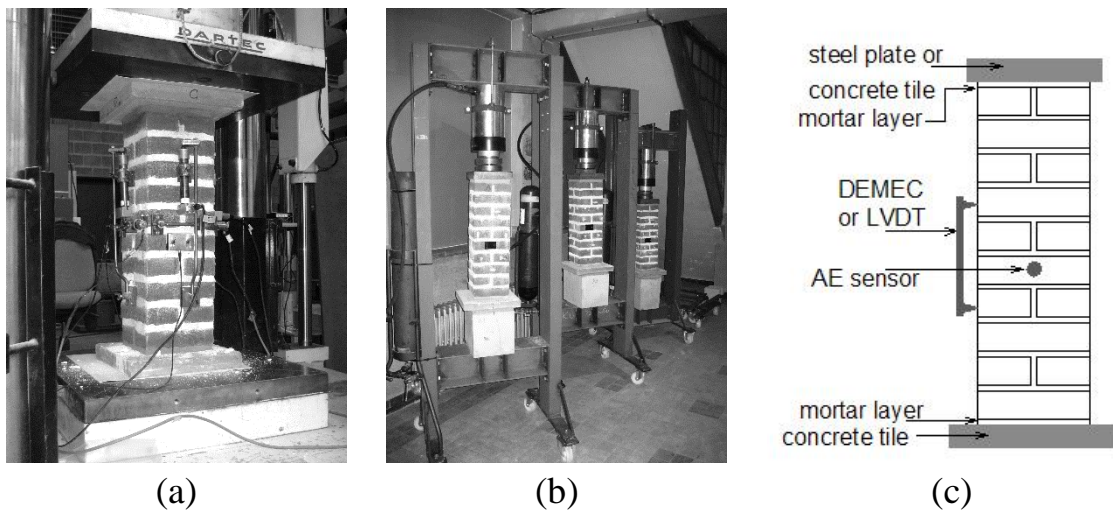 DARTEC
C
steel plate or
concrete tile
mortar layer
DEMEC
or LVDT
AE sensor
mortar layer
concrete tile
(a)
(b)
(c)